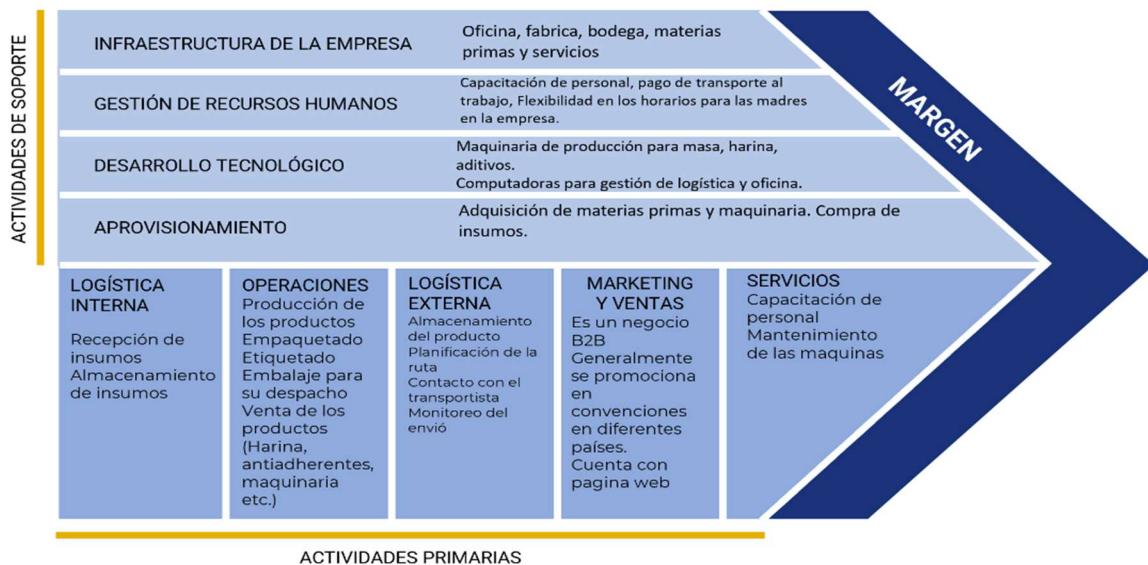 ACTIVIDADES DE SOPORTE
INFRAESTRUCTURA DE LA EMPRESA
Oficina, fabrica, bodega, materias
primas y servicios
GESTIÓN DE RECURSOS HUMANOS
Capacitación de personal, pago de transporte al
trabajo, Flexibilidad en los horarios para las madres
en la empresa.
DESARROLLO TECNOLÓGICO
Maquinaria de producción para masa, harina,
aditivos.
Computadoras para gestión de logística y oficina.
APROVISIONAMIENTO
Adquisición de materias primas y maquinaria. Compra de
insumos.
MARGEN
LOGÍSTICA
INTERNA
Recepción de
insumos
Almacenamiento
de insumos
OPERACIONES
Producción de
los productos
Empaquetado
Etiquetado
Embalaje para
su despacho
Venta de los
productos
(Harina,
antiadherentes,
maquinaria
etc.)
LOGÍSTICA
EXTERNA
Almacenamiento
del producto
Planificación de la
ruta
Contacto con el
transportista
Monitoreo del
envió
MARKETING
Y VENTAS
Es un negocio
B2B
Generalmente
se promociona
en
convenciones
en diferentes
países.
Cuenta con
pagina web
SERVICIOS
Capacitación de
personal
Mantenimiento
de las maquinas
ACTIVIDADES PRIMARIAS